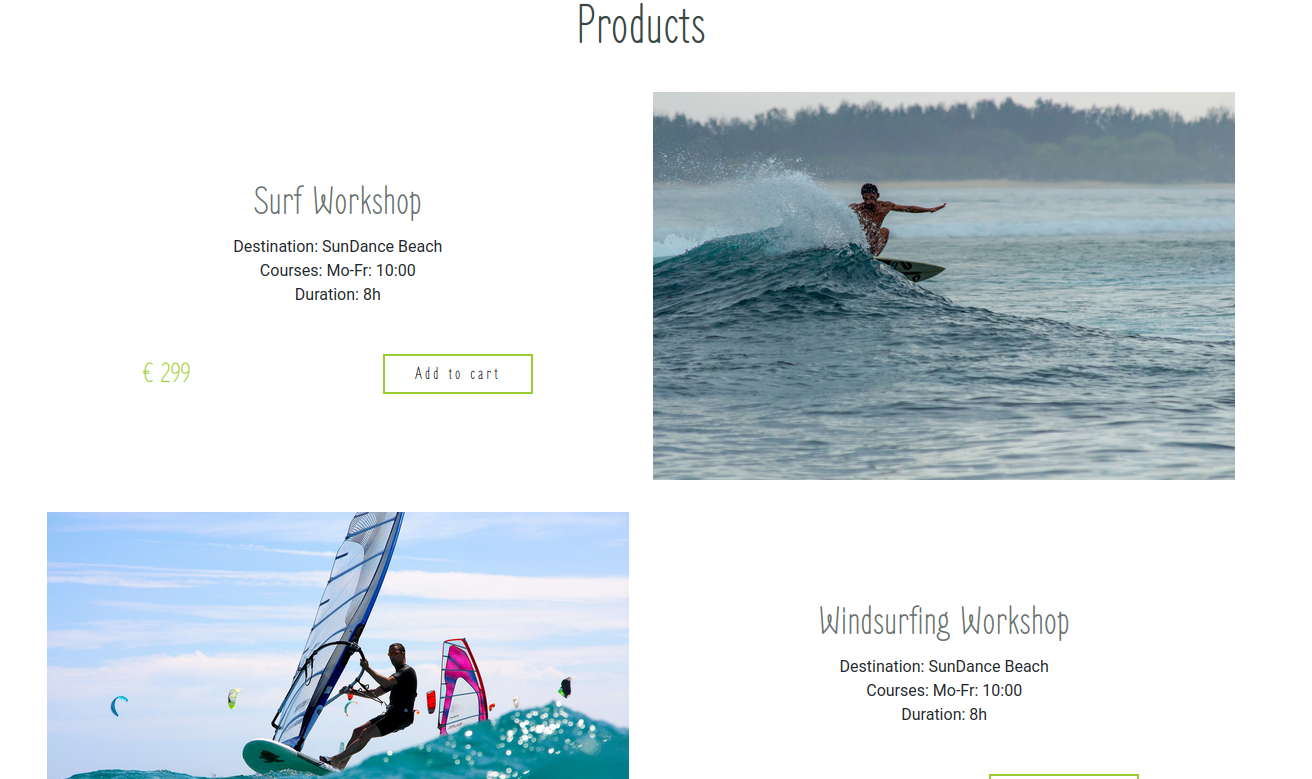 Products
Surf Workshop
Destination: SunDance Beach
Courses: Mo-Fr: 10:00
Duration: 8h
€ 299
Add to cart
Windsurfing Workshop
Destination: SunDance Beach
Courses: Mo-Fr: 10:00
Duration: 8h